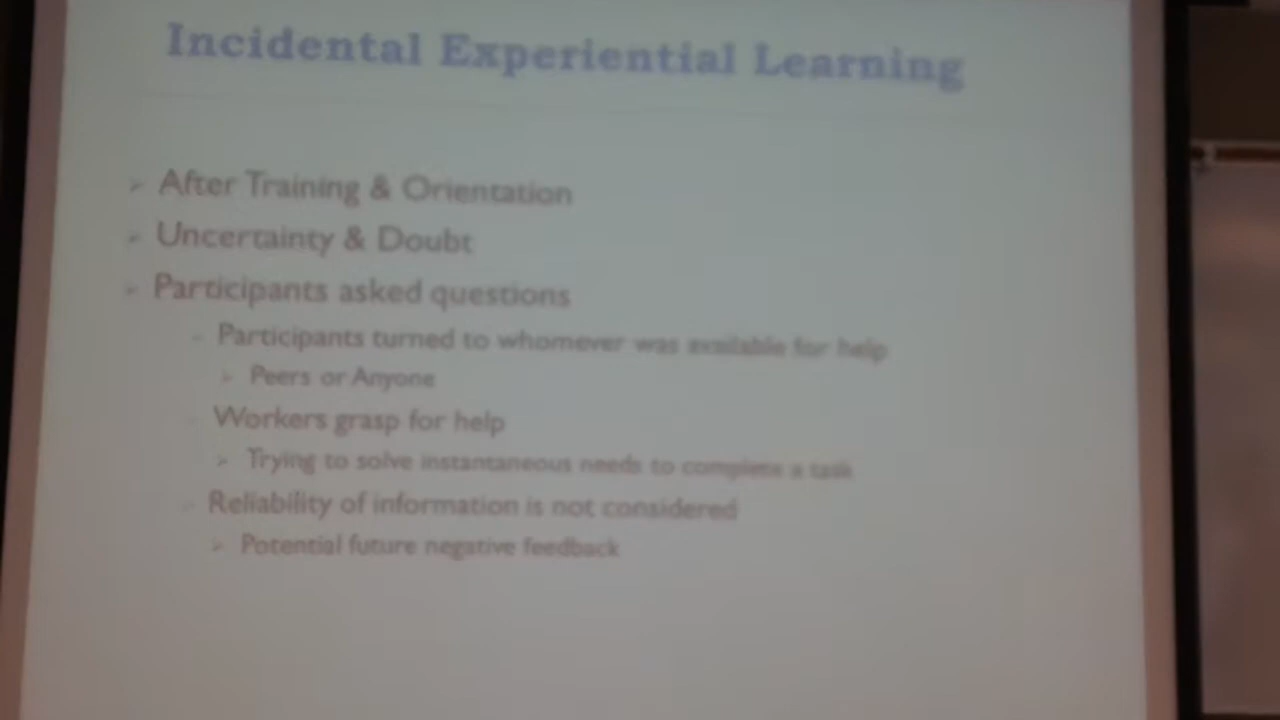 Incidental Experiential Learning
After Training & Orientation
Uncertainty & Doubt
Participants asked questions
Participants turned to whomever was available for help
Peers or Anyone
Workers grasp for help
Trying to solve instantaneous needs to complete a task
Reliability of information is not considered
Potential future negative feedback